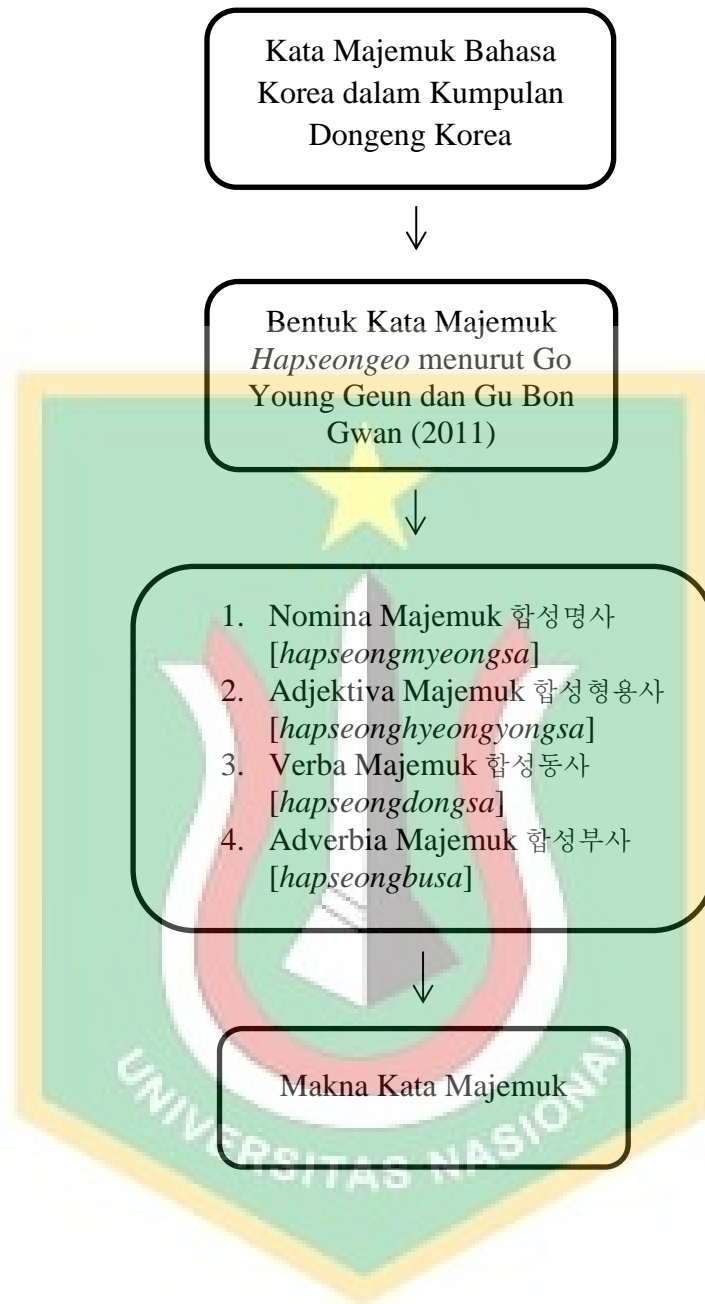 Kata Majemuk Bahasa
Korea dalam Kumpulan
Dongeng Korea
Bentuk Kata Majemuk
Hapseongeo menurut Go
Young Geun dan Gu Bon
Gwan (2011)
1. Nomina Majemuk 합성명사
[hapseongmyeongsa]
2. Adjektiva Majemuk 합성형용사
[hapseonghyeongyongsa]
3. Verba Majemuk 합성동사
[hapseongdongsa]
4. Adverbia Majemuk 합성부사
[hapseongbusa]
Makna Kata Majemuk
UNIVERSITAS NASIONAL